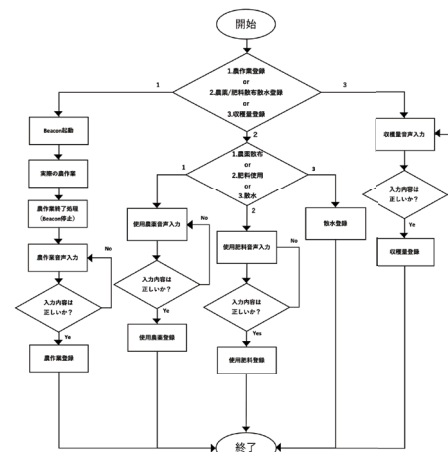 開始
1.農作業登録
or
2.農薬/肥料散布散水登録
or
3.収穫量登録
1
3
2
Beacon起動
実際の農作業
農作業終了処理
(Beacon停止)
農作業音声入力
No
入力内容は
正しいか?
Ye
農作業登録
1.農薬散布
or
2.肥料使用
or
3.散水
1
3
2
使用農薬音声入力
No
入力内容は
正しいか?
Ye
使用農薬登録
使用肥料音声入力
No
入力内容は
正しいか?
Yes
使用肥料登録
散水登録
収穫量音声入力
入力内容は
正しいか?
Ye
収穫量登録
終了